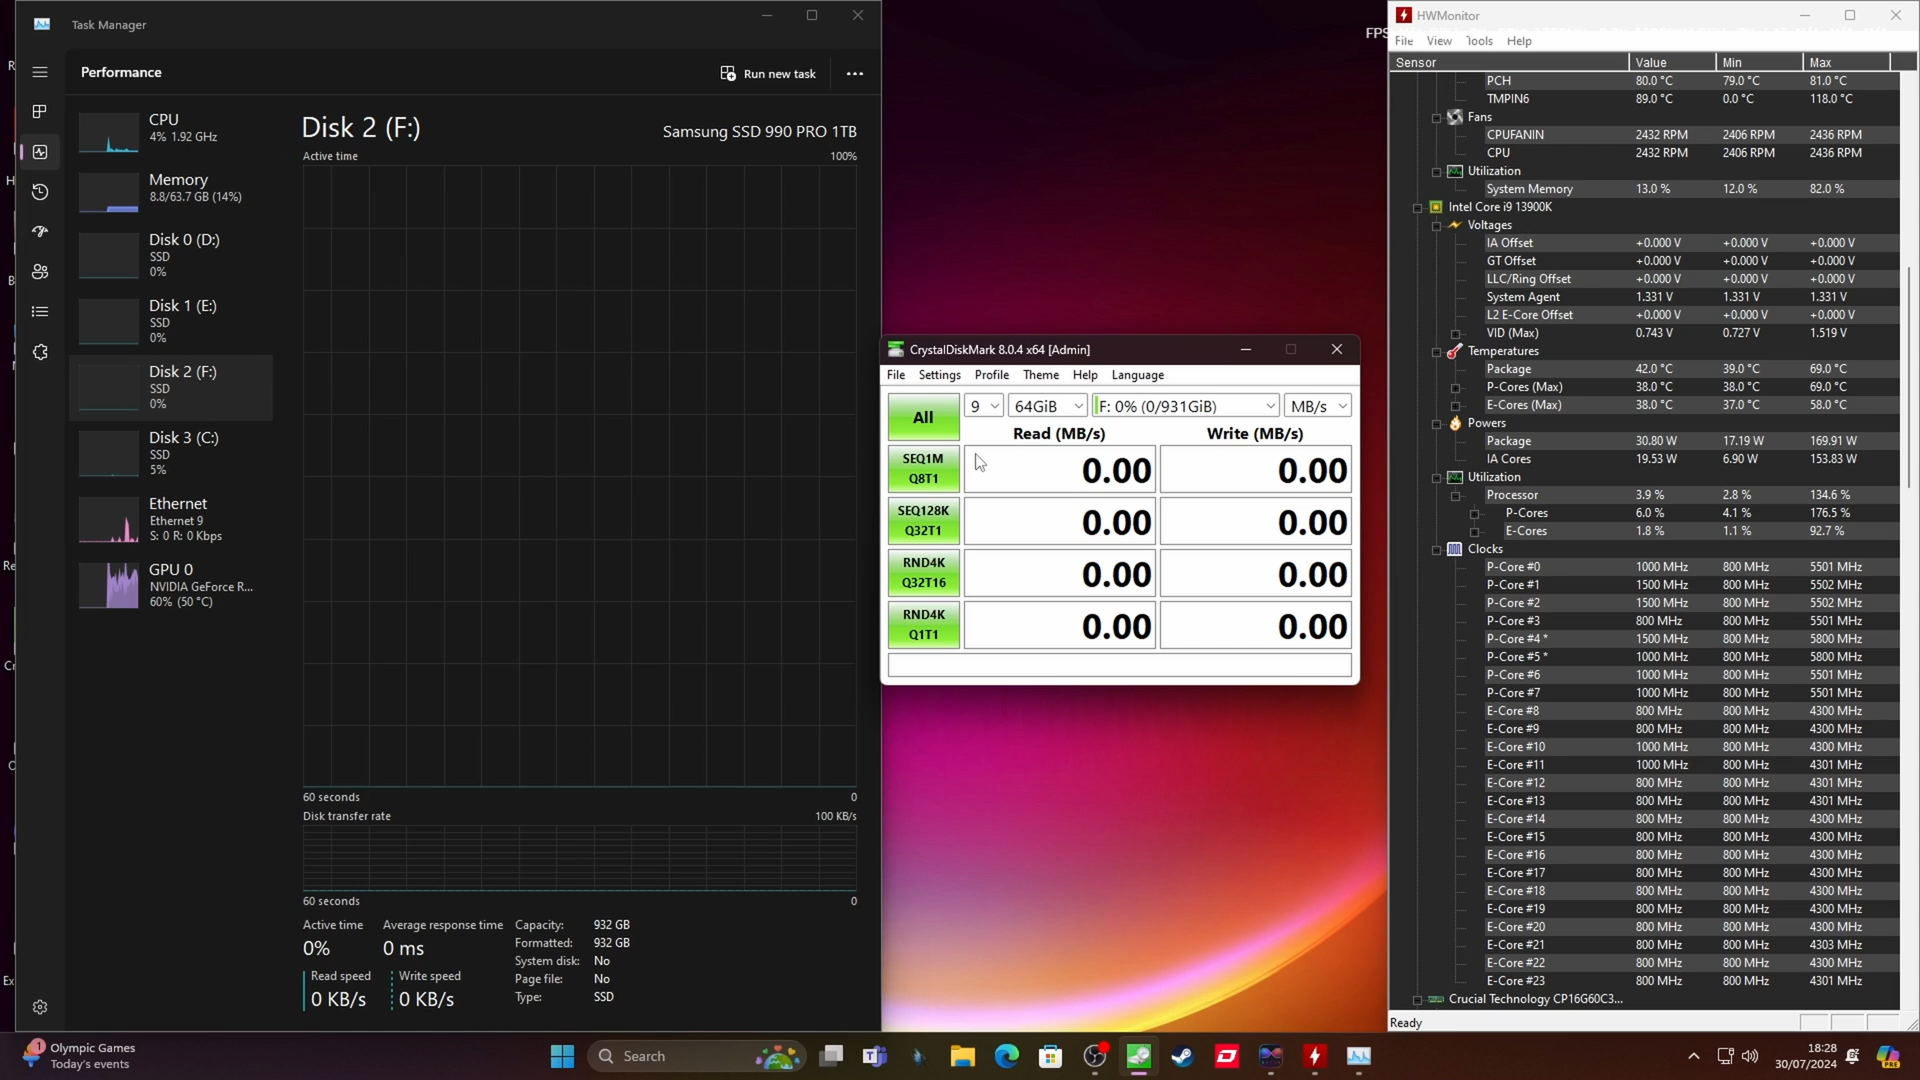 Task Manager
Performance
Run new task
CPU
4% 1.92 GHz
Memory
8.8/63.7 GB (14%)
Disk 0 (D:)
SSD
0%
Disk 1 (E:)
SSD
0%
Disk 2 (F:)
SSD
0%
Disk 3 (C:)
SSD
5%
Ethernet
Ethernet 9
S: 0 R: 0 Kbps
GPU 0
NVIDIA GeForce R...
60% (50 °C)
Disk 2 (F:)
Samsung SSD 990 PRO 1TB
Active time 100%
60 seconds 0
Disk transfer rate 100 KB/s
60 seconds 0
Active time Average response time
0% 0 ms
Read speed Write speed
0 KB/s 0 KB/s
Capacity: 932 GB
Formatted: 932 GB
System disk: No
Page file: No
Type: SSD
FPS
CrystalDiskMark 8.0.4 x64 [Admin]
File Settings Profile Theme Help Language
All 9 64GiB F: 0% (0/931GiB) MB/s
Read (MB/s) Write (MB/s)
SEQ1M
Q8T1 0.00 0.00
SEQ128K
Q32T1 0.00 0.00
RND4K
Q32T16 0.00 0.00
RND4K
Q1T1 0.00 0.00
HWMonitor
File View Tools Help
Sensor Value Min Max
PCH 80.0 °C 79.0 °C 81.0 °C
TMPIN6 89.0 °C 0.0 °C 118.0 °C
Fans
CPUFANIN 2432 RPM 2406 RPM 2436 RPM
CPU 2432 RPM 2406 RPM 2436 RPM
Utilization
System Memory 13.0 % 12.0 % 82.0 %
Intel Core i9 13900K
Voltages
IA Offset +0.000 V +0.000 V +0.000 V
GT Offset +0.000 V +0.000 V +0.000 V
LLC/Ring Offset +0.000 V +0.000 V +0.000 V
System Agent 1.331 V 1.331 V 1.331 V
L2 E-Core Offset +0.000 V +0.000 V +0.000 V
VID (Max) 0.743 V 0.727 V 1.519 V
Temperatures
Package 42.0 °C 39.0 °C 69.0 °C
P-Cores (Max) 38.0 °C 38.0 °C 69.0 °C
E-Cores (Max) 38.0 °C 37.0 °C 58.0 °C
Powers
Package 30.80 W 17.19 W 169.91 W
IA Cores 19.53 W 6.90 W 153.83 W
Utilization
Processor 3.9 % 2.8 % 134.6 %
P-Cores 6.0 % 4.1 % 176.5 %
E-Cores 1.8 % 1.1 % 92.7 %
Clocks
P-Core #0 1000 MHz 800 MHz 5501 MHz
P-Core #1 1500 MHz 800 MHz 5502 MHz
P-Core #2 1500 MHz 800 MHz 5502 MHz
P-Core #3 800 MHz 800 MHz 5501 MHz
P-Core #4 * 1500 MHz 800 MHz 5800 MHz
P-Core #5 * 1000 MHz 800 MHz 5800 MHz
P-Core #6 1000 MHz 800 MHz 5501 MHz
P-Core #7 1000 MHz 800 MHz 5501 MHz
E-Core #8 800 MHz 800 MHz 4300 MHz
E-Core #9 800 MHz 800 MHz 4300 MHz
E-Core #10 1000 MHz 800 MHz 4300 MHz
E-Core #11 1000 MHz 800 MHz 4301 MHz
E-Core #12 800 MHz 800 MHz 4301 MHz
E-Core #13 800 MHz 800 MHz 4301 MHz
E-Core #14 800 MHz 800 MHz 4300 MHz
E-Core #15 800 MHz 800 MHz 4300 MHz
E-Core #16 800 MHz 800 MHz 4300 MHz
E-Core #17 800 MHz 800 MHz 4300 MHz
E-Core #18 800 MHz 800 MHz 4300 MHz
E-Core #19 800 MHz 800 MHz 4300 MHz
E-Core #20 800 MHz 800 MHz 4300 MHz
E-Core #21 800 MHz 800 MHz 4303 MHz
E-Core #22 800 MHz 800 MHz 4300 MHz
E-Core #23 800 MHz 800 MHz 4301 MHz
Crucial Technology CP16G60C3...
Ready
1
Olympic Games
Today's events
Search
18:28
30/07/2024
PRE